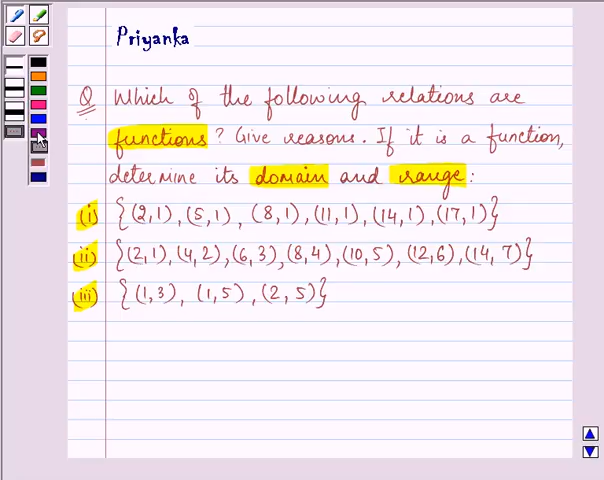 Priyanka
Q Which of the following relations are
functions? Give reasons. If it is a function,
determine its domain and range:
(i) {(2,1), (5,1), (8,1), (11,1), (14,1), (17,1)}
(ii) {(2,1), (4,2), (6,3), (8,4), (10,5), (12,6), (14,7)}
(iii) {(1,3), (1,5), (2,5)}